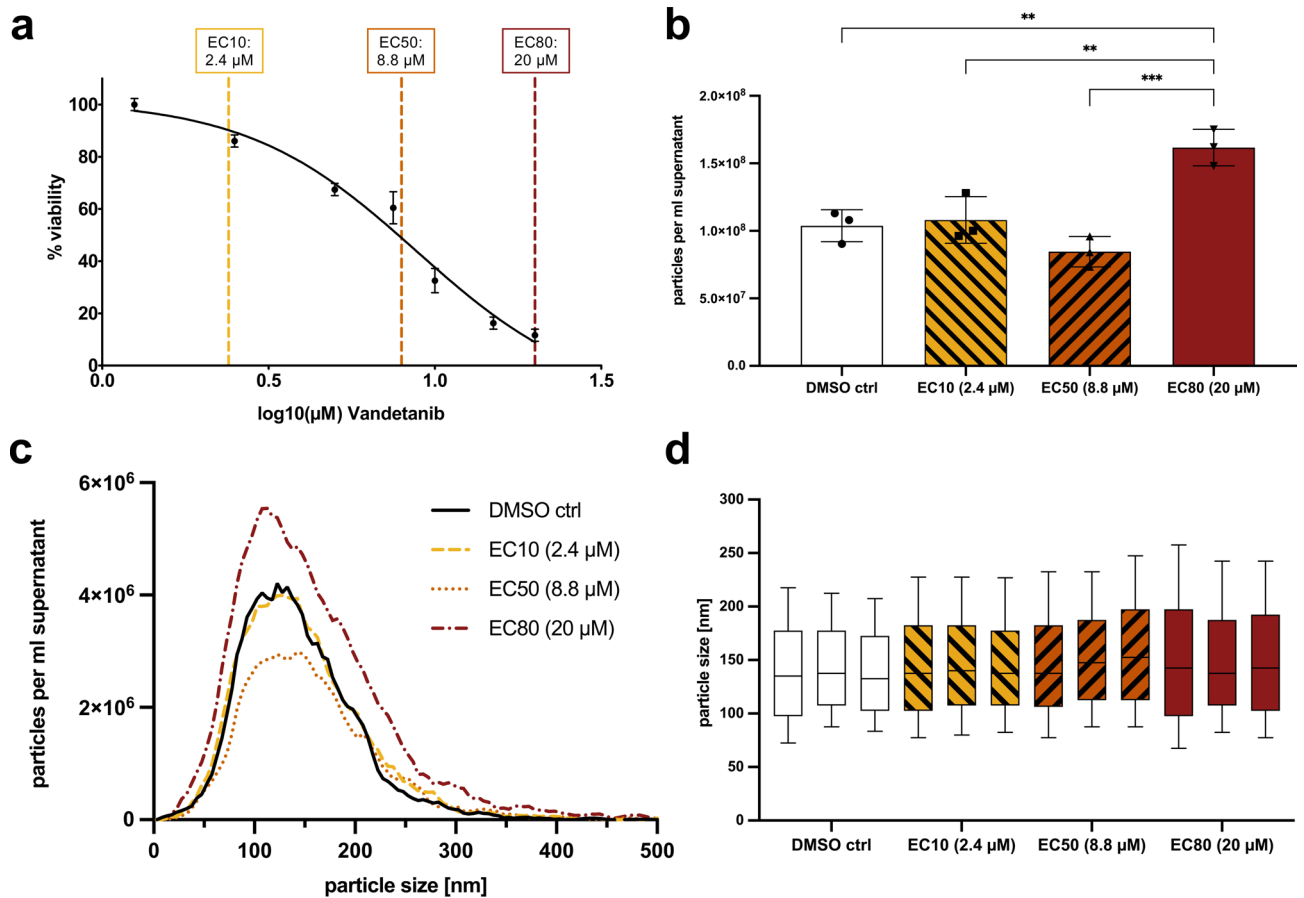 a
EC10:
2.4 µM
EC50:
8.8 µM
EC80:
20 µM
100
80
60
40
20
0
% viability
0.0
0.5
1.0
1.5
log10(µM) Vandetanib
b
**
**
***
2.0×10⁸
1.5×10⁸
1.0×10⁸
5.0×10⁷
0.0
particles per ml supernatant
DMSO ctrl
EC10 (2.4 µM)
EC50 (8.8 µM)
EC80 (20 µM)
c
6×10⁶
4×10⁶
2×10⁶
0
particles per ml supernatant
DMSO ctrl
EC10 (2.4 µM)
EC50 (8.8 µM)
EC80 (20 µM)
0
100
200
300
400
500
particle size [nm]
d
300
250
200
150
100
50
0
particle size [nm]
DMSO ctrl
EC10 (2.4 µM)
EC50 (8.8 µM)
EC80 (20 µM)